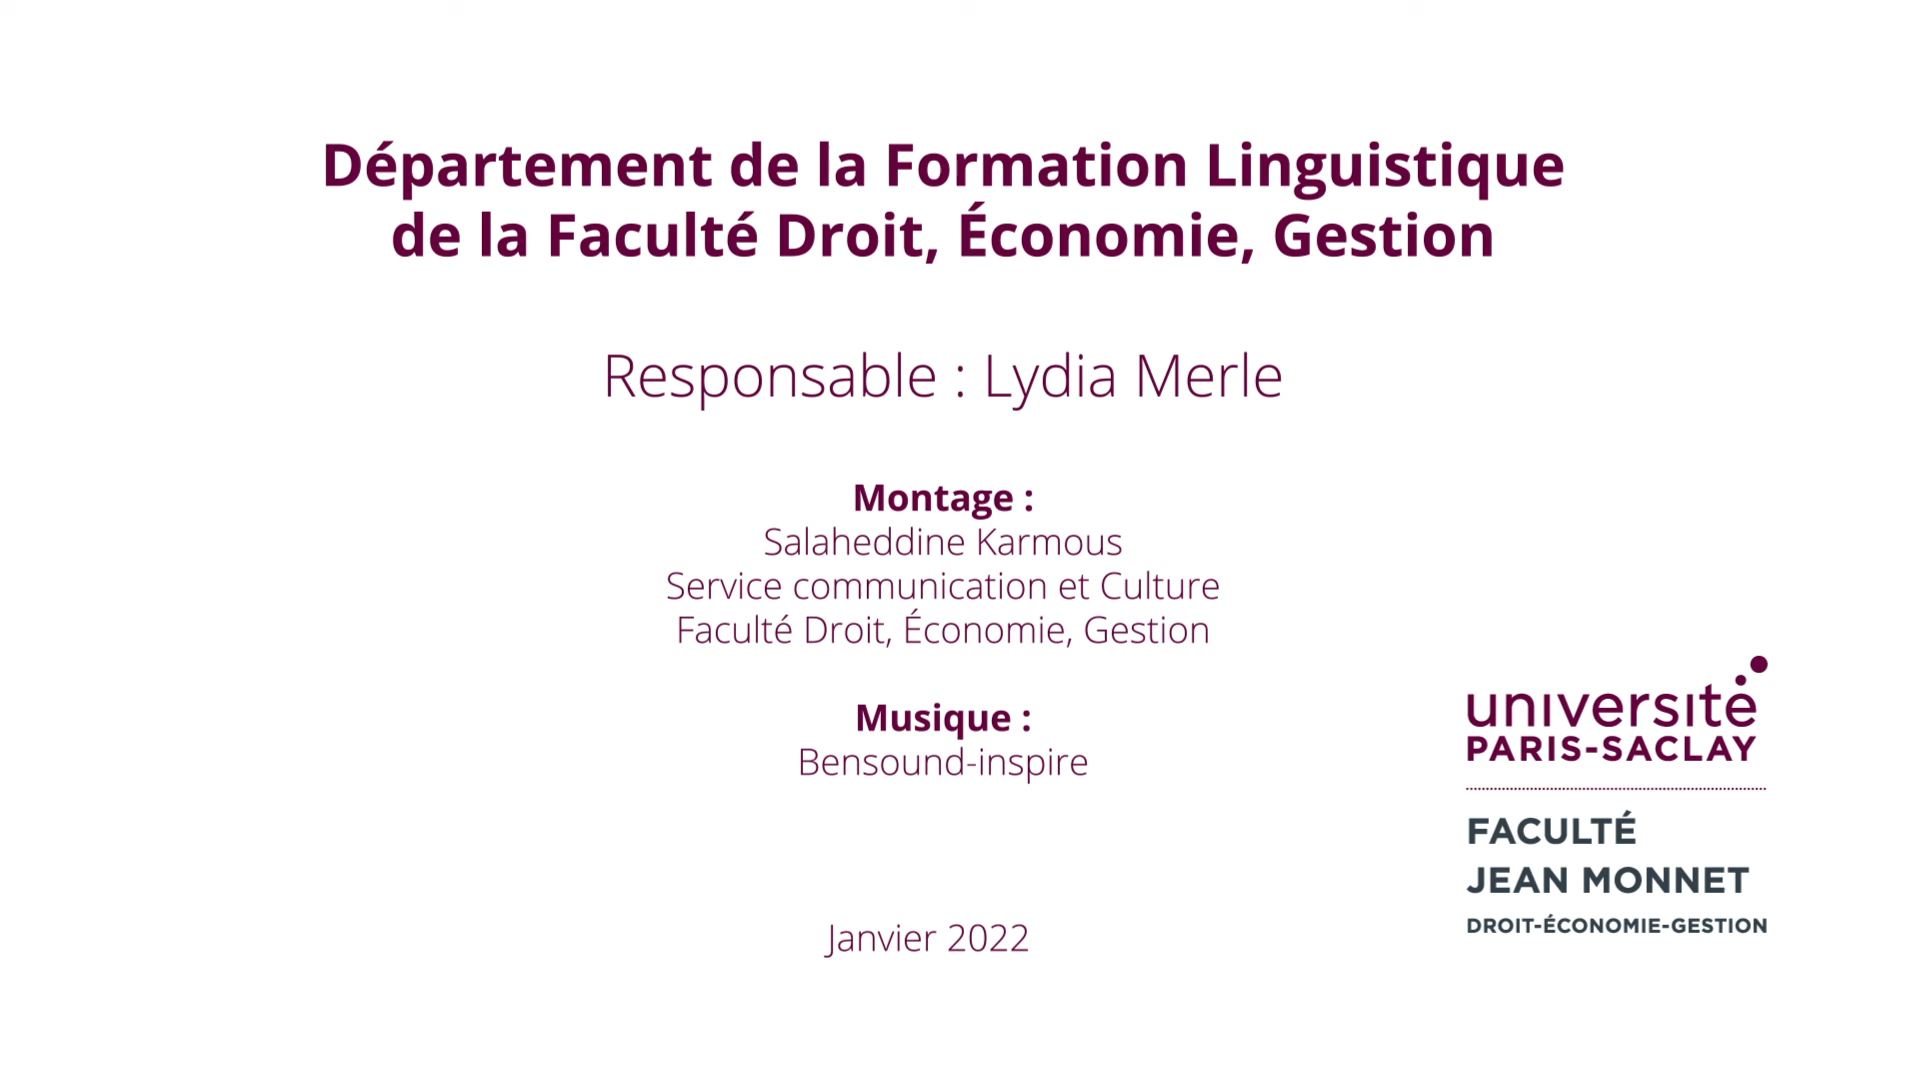 Département de la Formation Linguistique
de la Faculté Droit, Économie, Gestion
Responsable : Lydia Merle
Montage :
Salaheddine Karmous
Service communication et Culture
Faculté Droit, Économie, Gestion
Musique :
Bensound-inspire
Janvier 2022
université
PARIS-SACLAY
FACULTÉ
JEAN MONNET
DROIT-ÉCONOMIE-GESTION